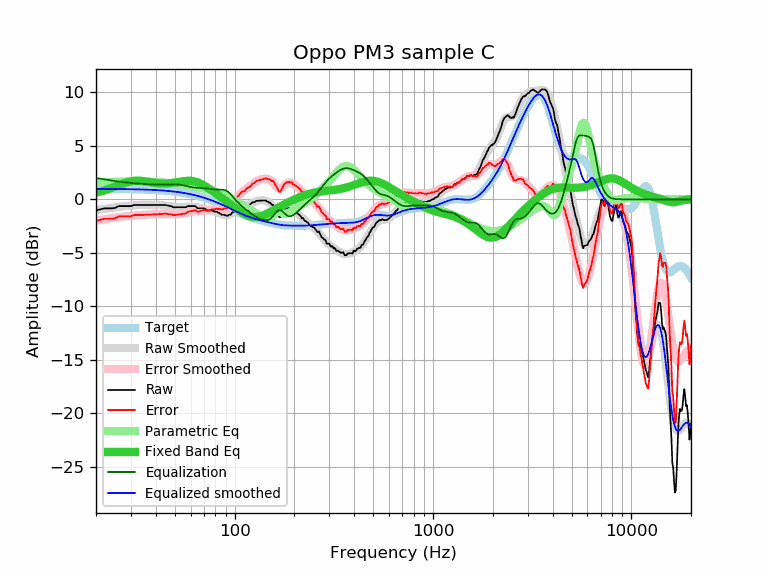 Oppo PM3 sample C
Amplitude (dBr)
10
5
0
−5
−10
−15
−20
−25
Target
Raw Smoothed
Error Smoothed
Raw
Error
Parametric Eq
Fixed Band Eq
Equalization
Equalized smoothed
100
1000
10000
Frequency (Hz)